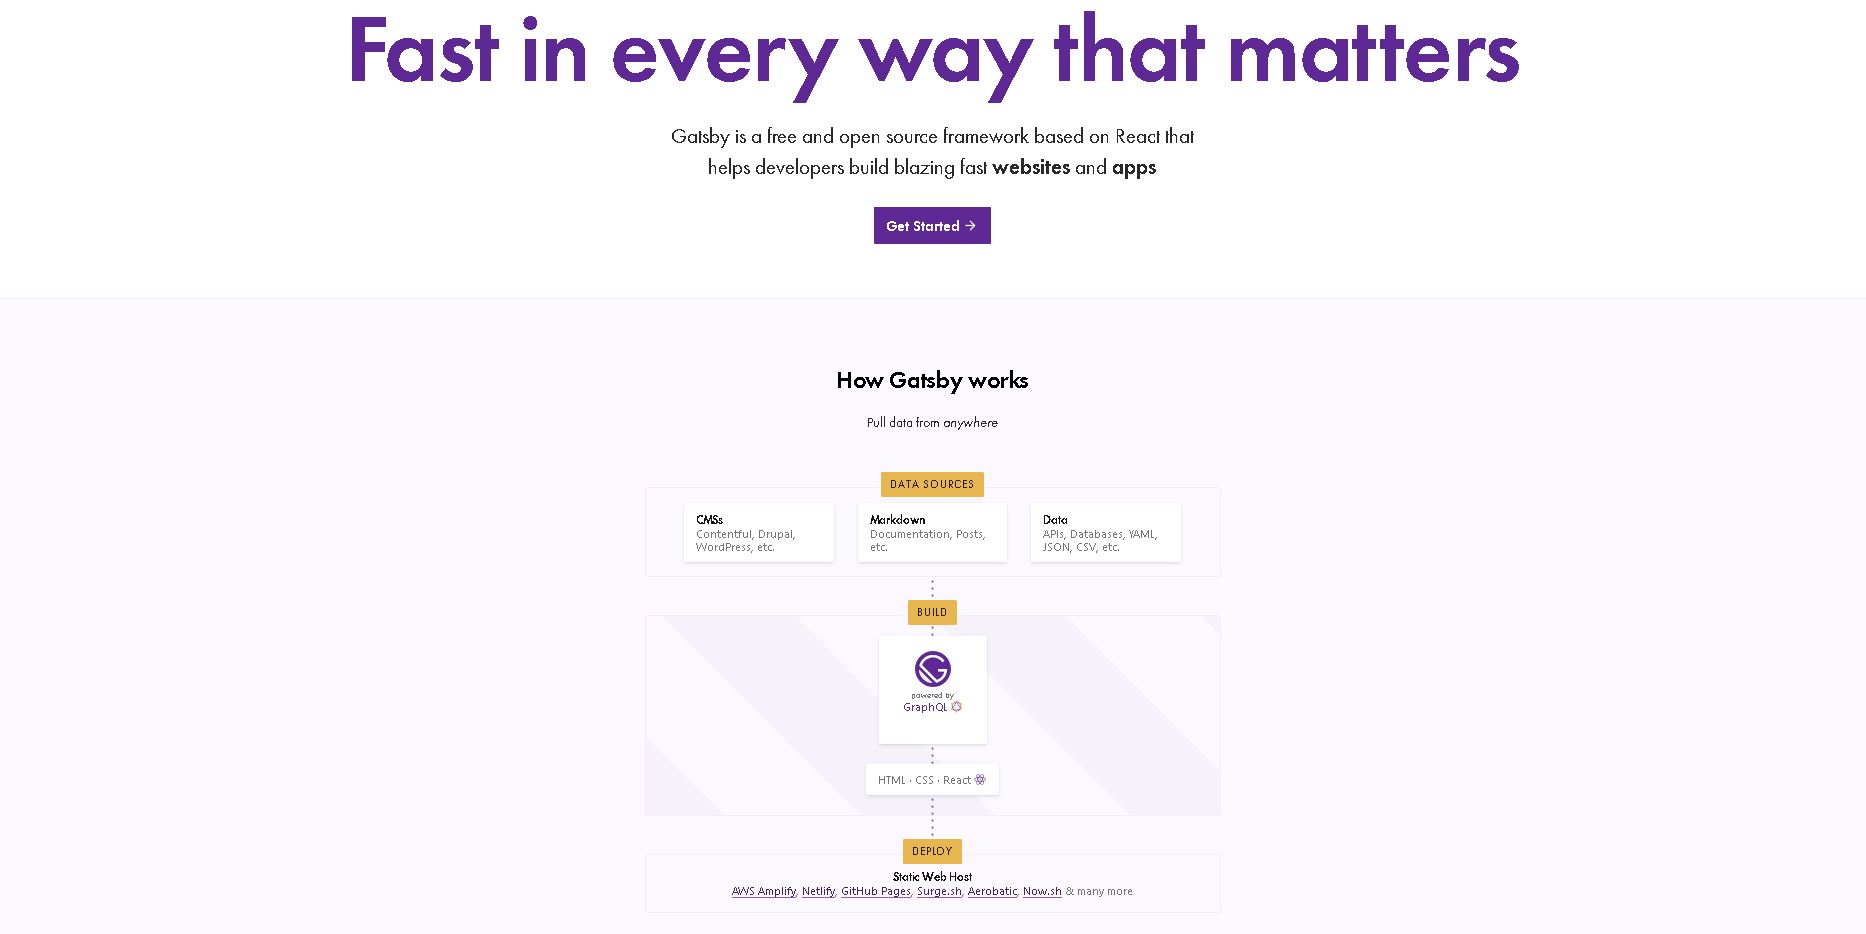 Fast in every way that matters
Gatsby is a free and open source framework based on React that
helps developers build blazing fast websites and apps
Get Started →
How Gatsby works
Pull data from anywhere
DATA SOURCES
CMSs
Contentful, Drupal,
WordPress, etc.
Markdown
Documentation, Posts,
etc.
Data
APIs, Databases, YAML,
JSON, CSV, etc.
BUILD
powered by
GraphQL
HTML · CSS · React
DEPLOY
Static Web Host
AWS Amplify, Netlify, GitHub Pages, Surge.sh, Aerobatic, Now.sh & many more